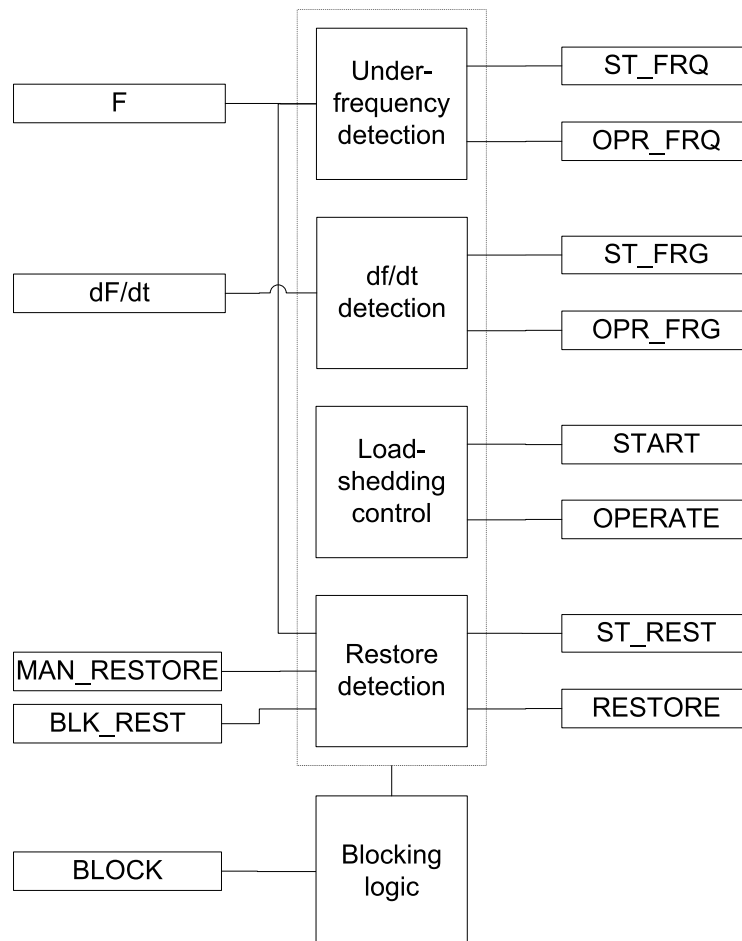 F
Under-
frequency
detection
ST_FRQ
OPR_FRQ
dF/dt
df/dt
detection
ST_FRG
OPR_FRG
Load-
shedding
control
START
OPERATE
MAN_RESTORE
BLK_REST
Restore
detection
ST_REST
RESTORE
BLOCK
Blocking
logic